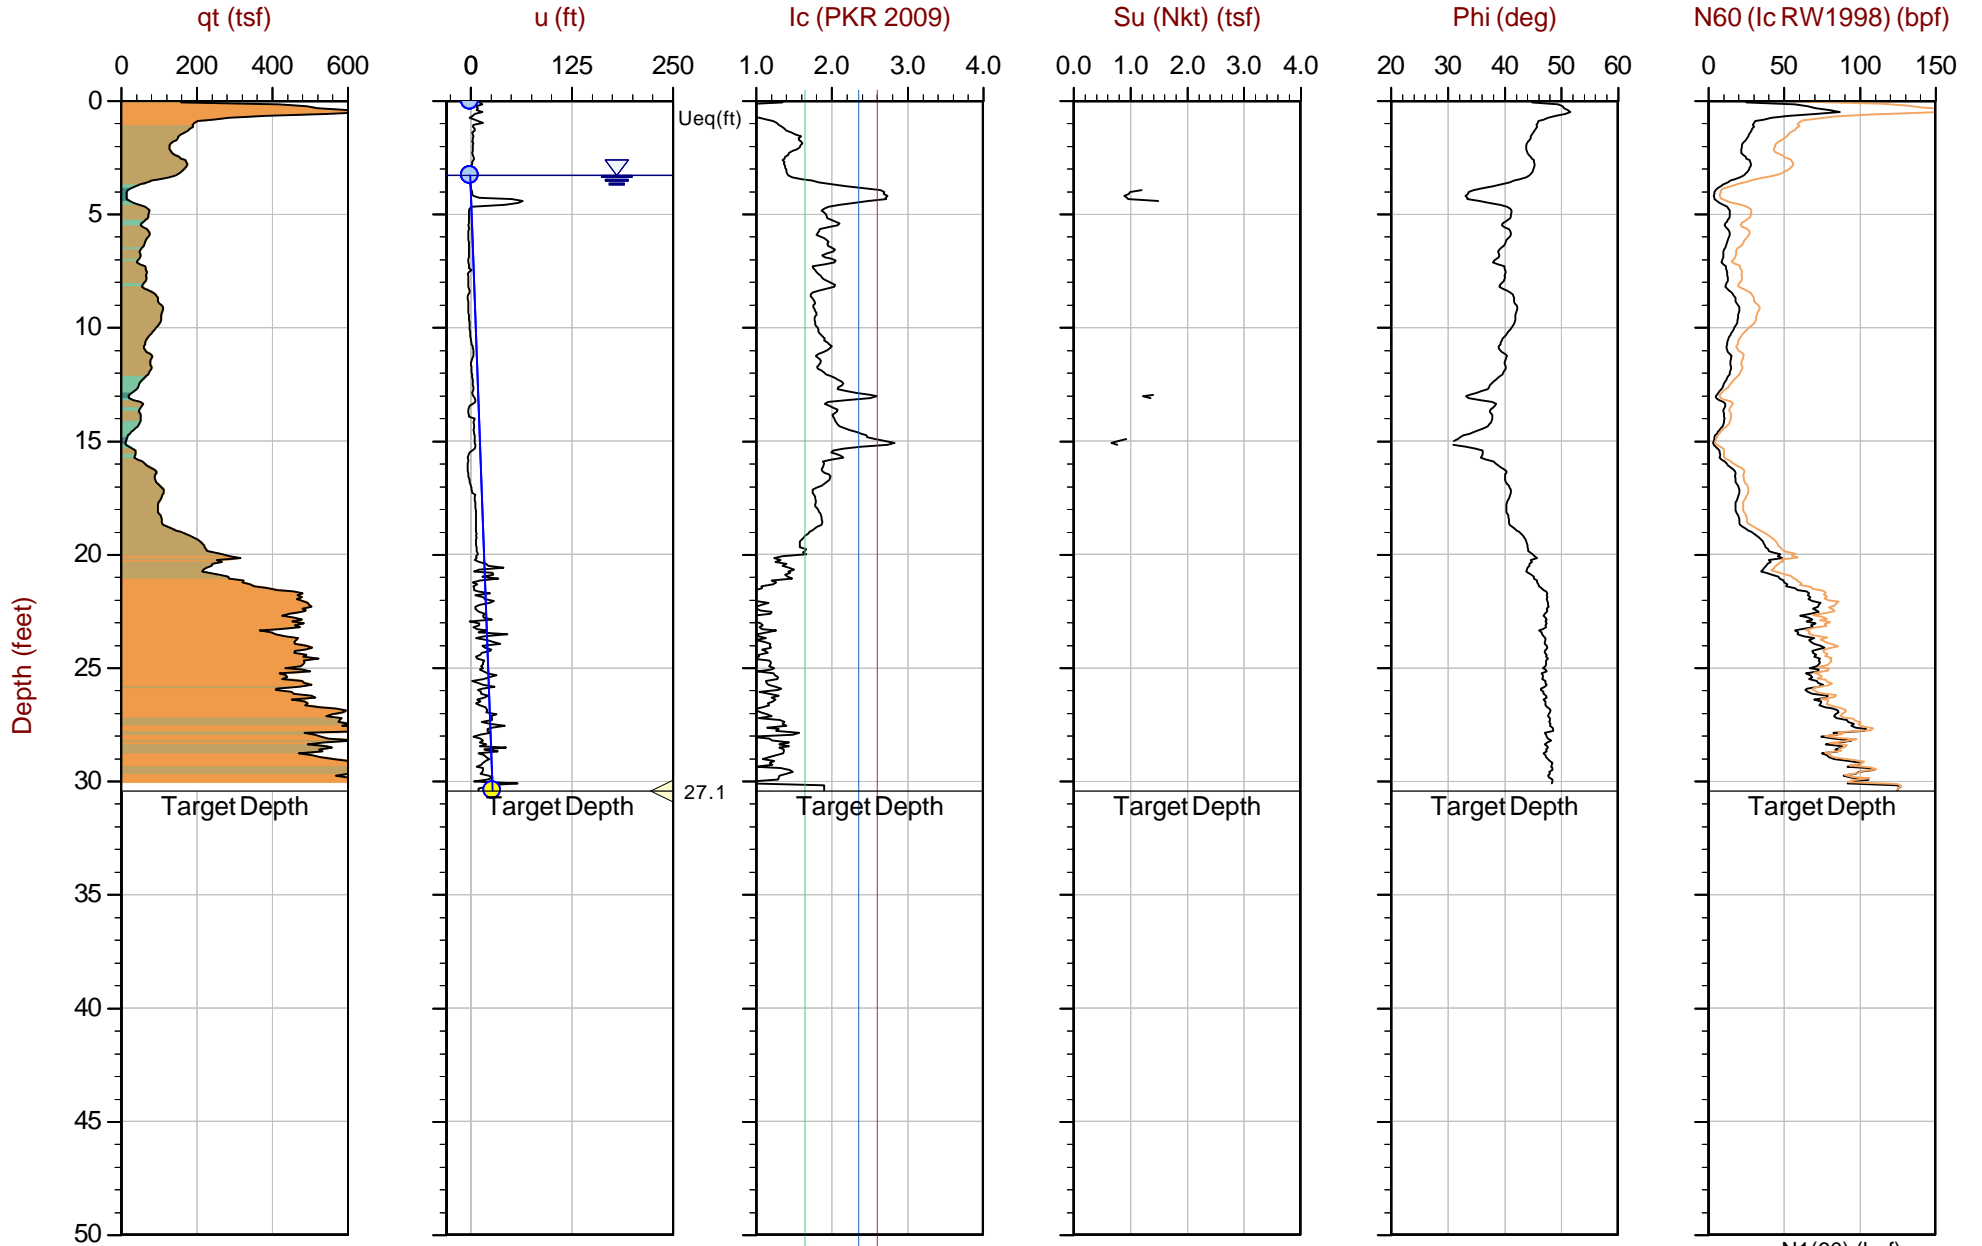 qt (tsf) u (ft) Ic (PKR 2009) Su (Nkt) (tsf) Phi (deg) N60 (Ic RW1998) (bpf)
0 200 400 600 0 125 250 1.0 2.0 3.0 4.0 0.0 1.0 2.0 3.0 4.0 20 30 40 50 60 0 50 100 150
0
Ueq(ft)
5
10
15
20
25
Depth (feet)
30
27.1
Target Depth Target Depth Target Depth Target Depth Target Depth Target Depth
35
40
45
50